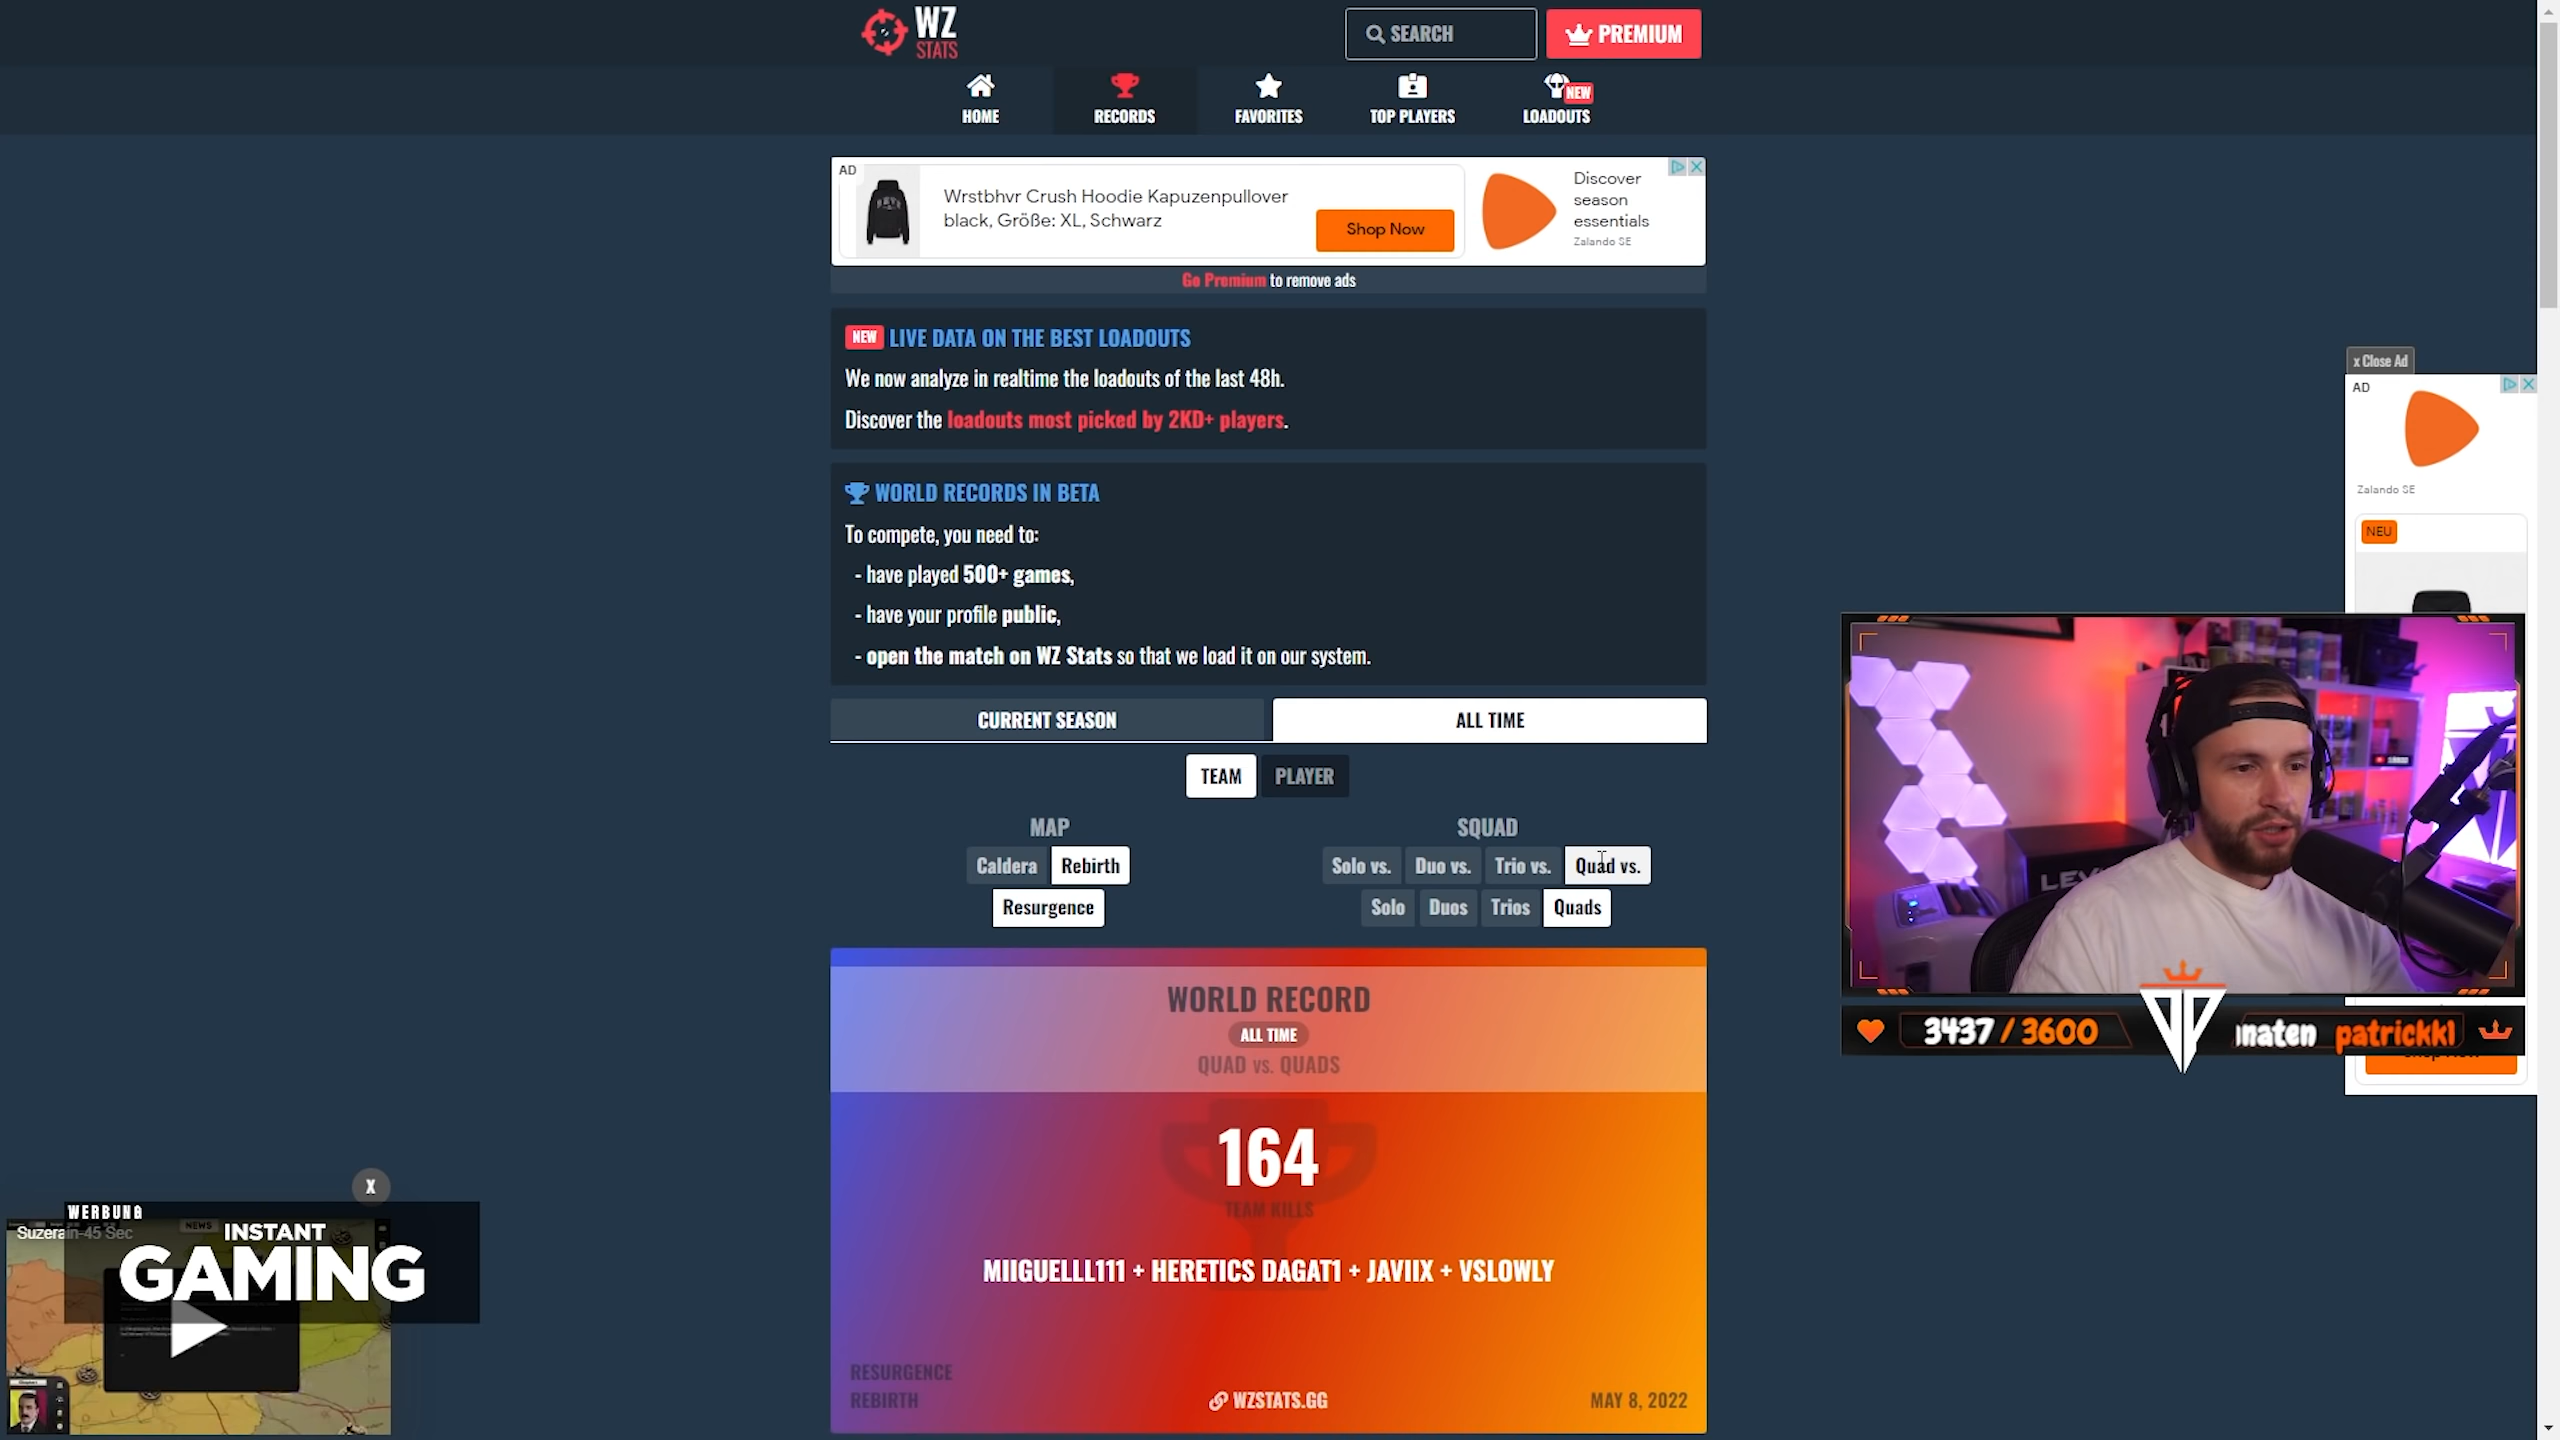 WZ
STATS
SEARCH
PREMIUM
HOME
RECORDS
FAVORITES
TOP PLAYERS
NEW
LOADOUTS
AD
Wrstbhvr Crush Hoodie Kapuzenpullover
black, Größe: XL, Schwarz
Shop Now
Discover
season
essentials
Zalando SE
Go Premium to remove ads
NEW LIVE DATA ON THE BEST LOADOUTS
We now analyze in realtime the loadouts of the last 48h.
Discover the loadouts most picked by 2KD+ players.
WORLD RECORDS IN BETA
To compete, you need to:
- have played 500+ games,
- have your profile public,
- open the match on WZ Stats so that we load it on our system.
CURRENT SEASON
ALL TIME
TEAM
PLAYER
MAP
SQUAD
Caldera
Rebirth
Solo vs.
Duo vs.
Trio vs.
Quad vs.
Resurgence
Solo
Duos
Trios
Quads
WORLD RECORD
ALL TIME
QUAD vs. QUADS
164
TEAM KILLS
MIIGUELLL111 + HERETICS DAGAT1 + JAVIIX + VSLOWLY
RESURGENCE
REBIRTH
WZSTATS.GG
MAY 8, 2022
x Close Ad
AD
Zalando SE
NEU
3437 / 3600
naten patrickkl
X
WERBUNG
Suzerain-45 Sec
NEWS
INSTANT
GAMING